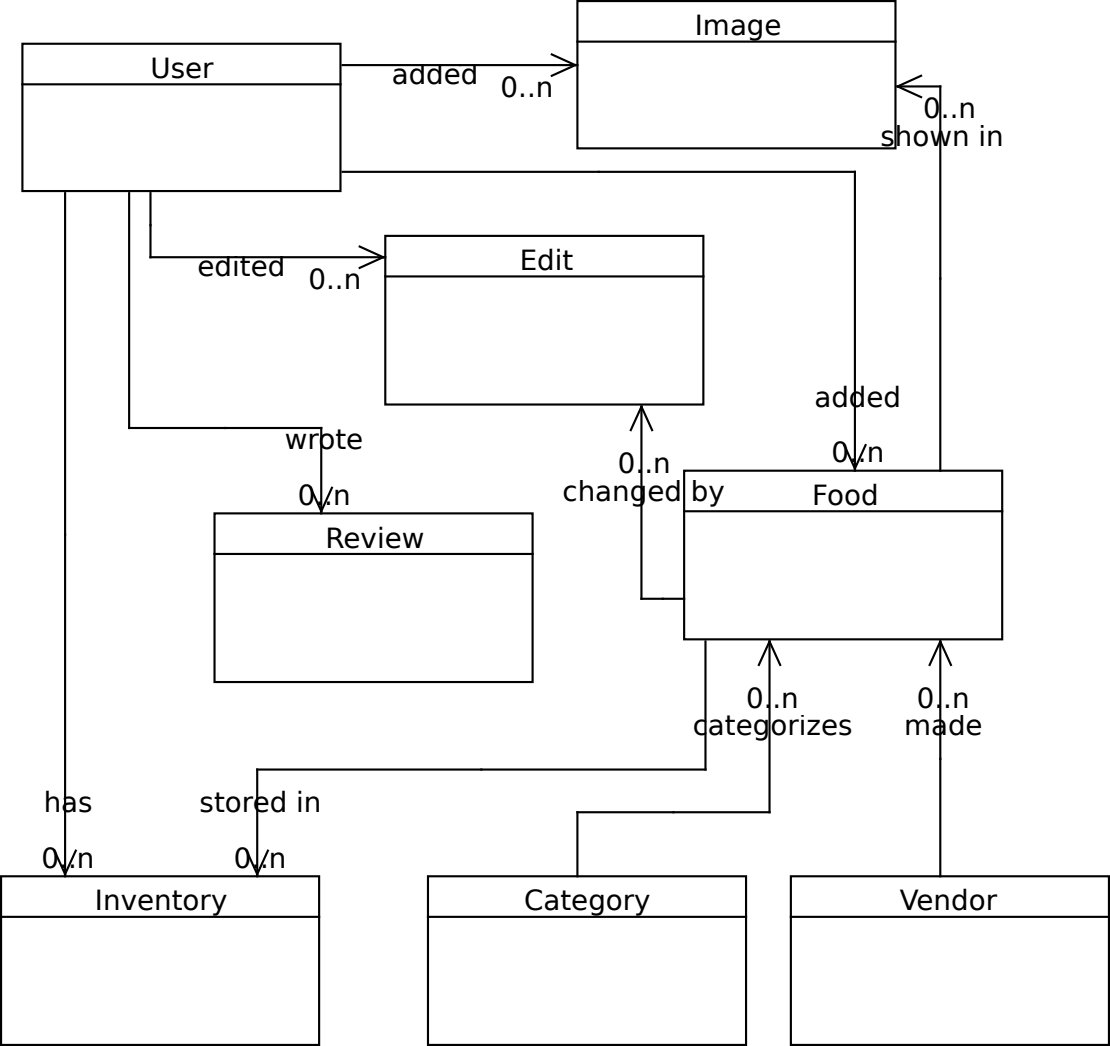 Image
User
added
0..n
0..n
shown in
Edit
edited
0..n
added
0..n
wrote
0..n
changed by
0..n
Food
Review
0..n
categorizes
0..n
made
has
stored in
0..n
0..n
Inventory
Category
Vendor